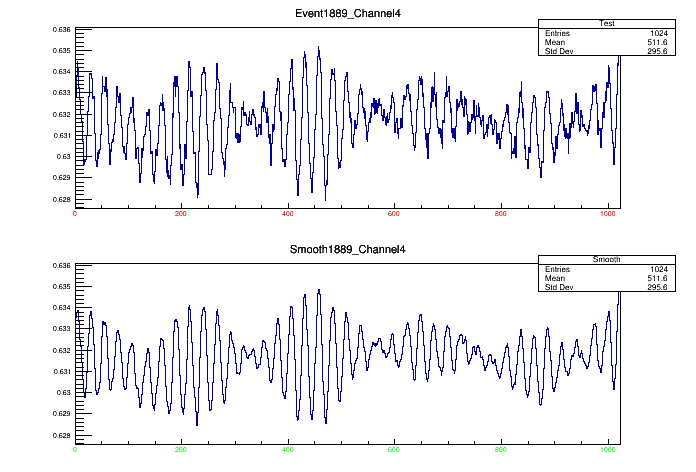 Event1889_Channel4
Test
Entries 1024
Mean 511.6
Std Dev 295.6
0.636
0.635
0.634
0.633
0.632
0.631
0.63
0.629
0.628
0 200 400 600 800 1000
Smooth1889_Channel4
Smooth
Entries 1024
Mean 511.6
Std Dev 295.6
0.636
0.635
0.634
0.633
0.632
0.631
0.63
0.629
0.628
0 200 400 600 800 1000